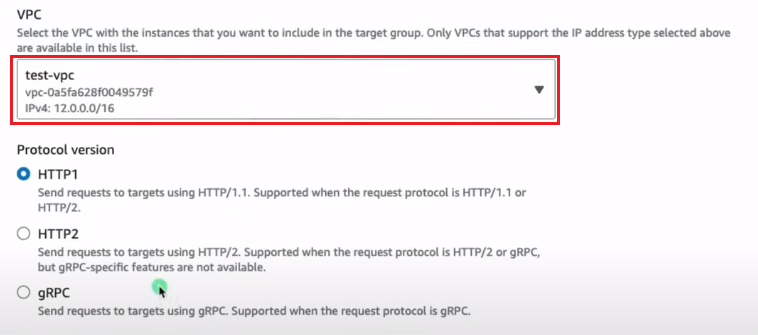 VPC
Select the VPC with the instances that you want to include in the target group. Only VPCs that support the IP address type selected above
are available in this list.
test-vpc
vpc-0a5fa628f0049579f
IPv4: 12.0.0.0/16
Protocol version
HTTP1
Send requests to targets using HTTP/1.1. Supported when the request protocol is HTTP/1.1 or
HTTP/2.
HTTP2
Send requests to targets using HTTP/2. Supported when the request protocol is HTTP/2 or gRPC,
but gRPC-specific features are not available.
gRPC
Send requests to targets using gRPC. Supported when the request protocol is gRPC.